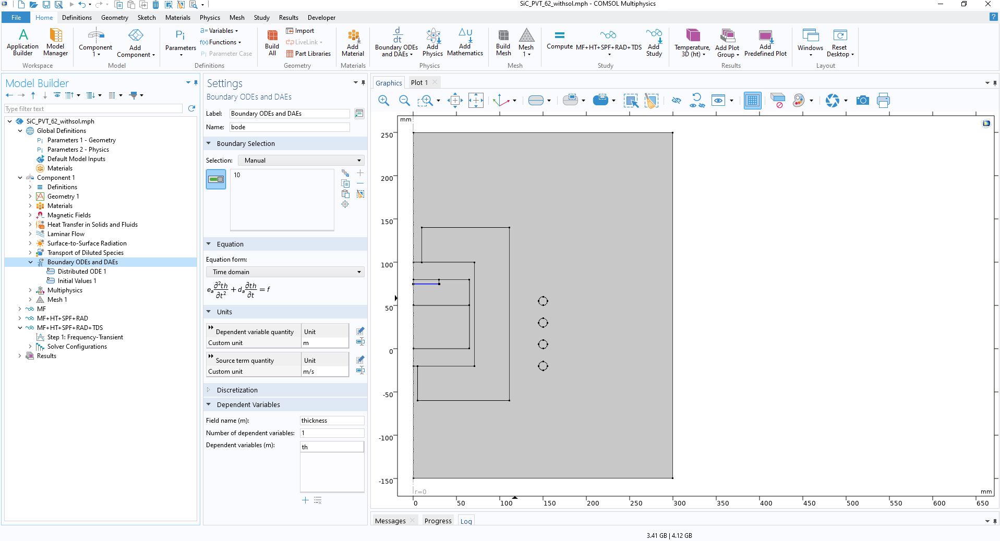 SiC_PVT_62_withsol.mph - COMSOL Multiphysics
File Home Definitions Geometry Sketch Materials Physics Mesh Study Results Developer
Application Builder
Model Manager
Workspace
Component 1
Add Component
Model
Parameters
a= Variables
f(x) Functions
Pi Parameter Case
Definitions
Build All
Import
LiveLink
Part Libraries
Geometry
Add Material
Materials
d
dt
Boundary ODEs and DAEs
Add Physics
Physics
ΔU
Add Mathematics
Build Mesh
Mesh 1
Mesh
Compute
MF+HT+SPF+RAD+TDS
Add Study
Study
Temperature, 3D (ht)
Add Plot Group
Add Predefined Plot
Results
Windows
Reset Desktop
Layout
Model Builder
Type filter text
SiC_PVT_62_withsol.mph
Global Definitions
Pi Parameters 1 - Geometry
Pi Parameters 2 - Physics
Default Model Inputs
Materials
Component 1
Definitions
Geometry 1
Materials
Magnetic Fields
Heat Transfer in Solids and Fluids
Laminar Flow
Surface-to-Surface Radiation
Transport of Diluted Species
Boundary ODEs and DAEs
Distributed ODE 1
Initial Values 1
Multiphysics
Mesh 1
MF
MF+HT+SPF+RAD
MF+HT+SPF+RAD+TDS
Step 1: Frequency-Transient
Solver Configurations
Results
Settings
Boundary ODEs and DAEs
Label: Boundary ODEs and DAEs
Name: bode
Boundary Selection
Selection: Manual
10
Equation
Equation form:
Time domain
eₐ ∂²th/∂t² + dₐ ∂th/∂t = f
Units
Dependent variable quantity Unit
Custom unit m
Source term quantity Unit
Custom unit m/s
Discretization
Dependent Variables
Field name (m): thickness
Number of dependent variables: 1
Dependent variables (m): th
Graphics Plot 1
mm
250
200
150
100
50
0
-50
-100
-150
r=0
mm
0 50 100 150 200 250 300 350 400 450 500 550 600 650
Messages Progress Log
3.41 GB | 4.12 GB